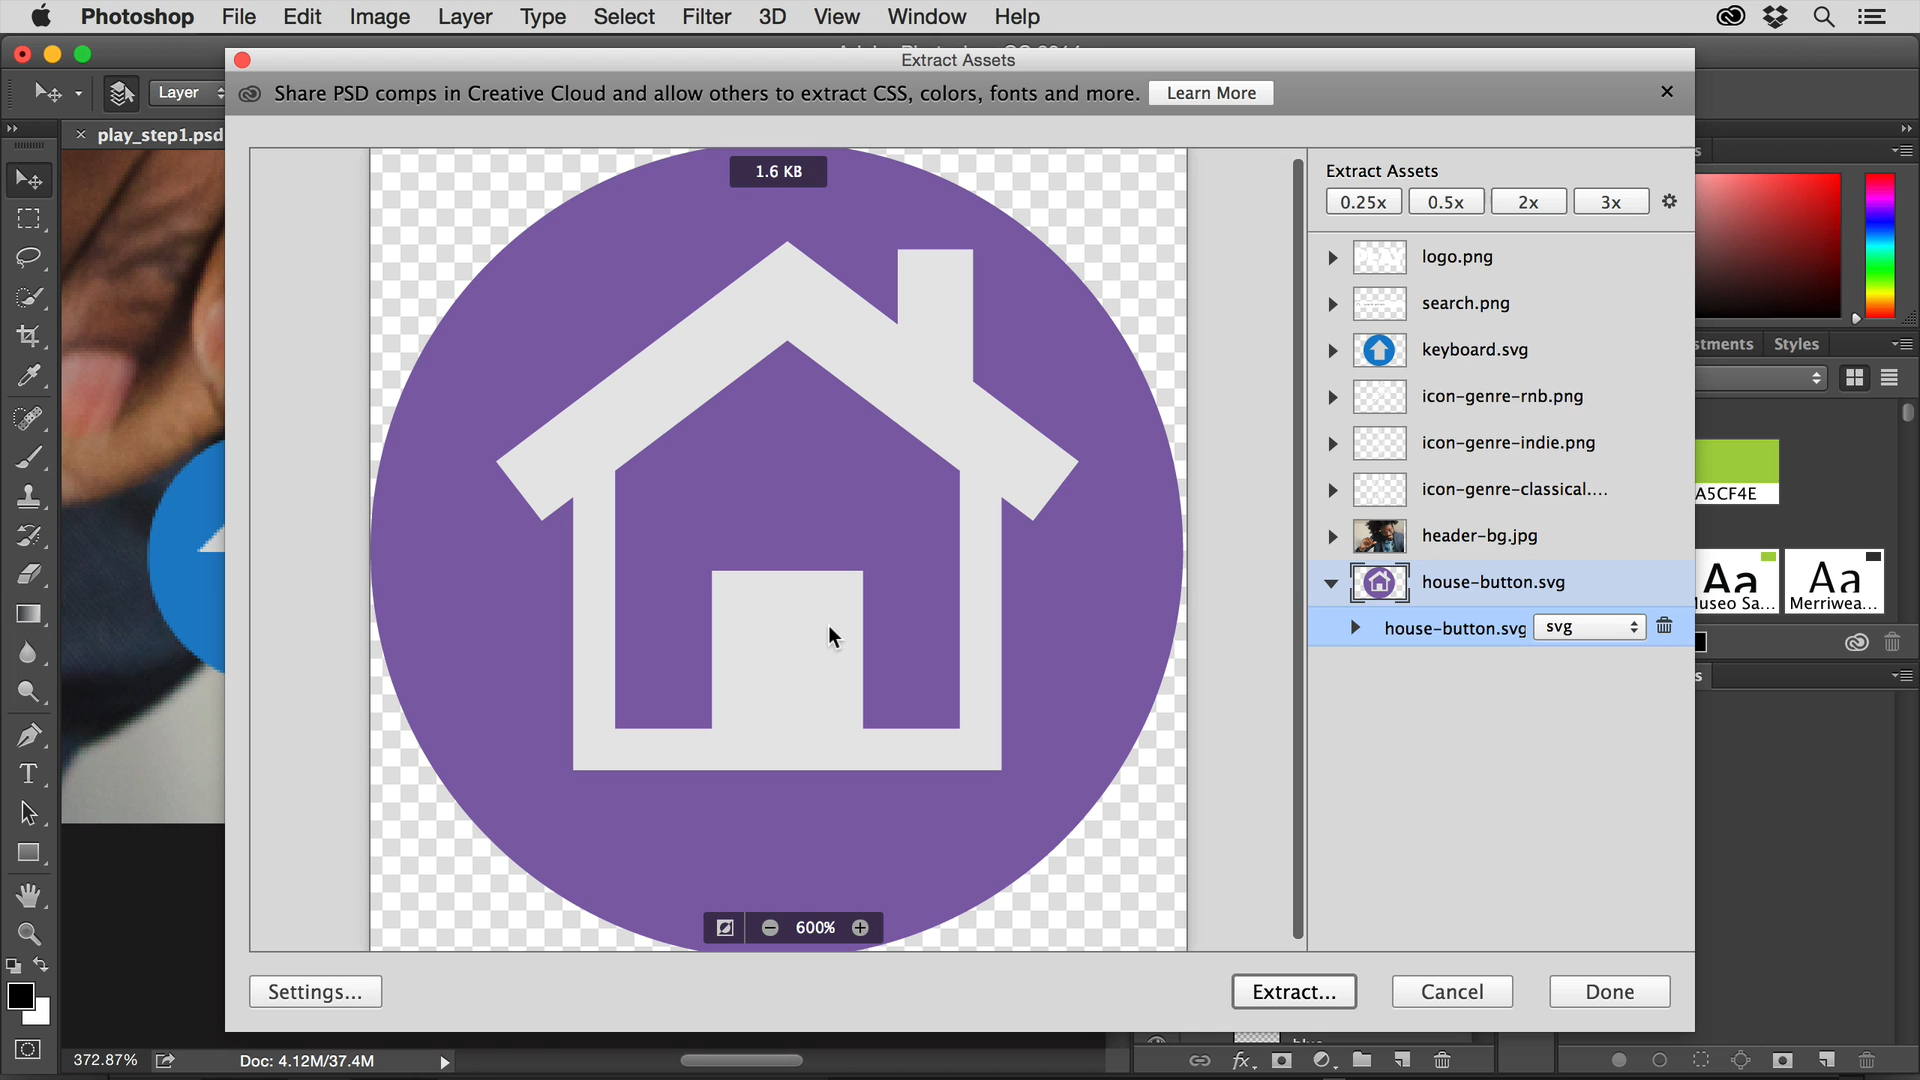 Photoshop File Edit Image Layer Type Select Filter 3D View Window Help
Extract Assets
Layer
Share PSD comps in Creative Cloud and allow others to extract CSS, colors, fonts and more. Learn More
play_step1.psd
1.6 KB
Extract Assets
0.25x 0.5x 2x 3x
logo.png
search.png
keyboard.svg
icon-genre-rnb.png
icon-genre-indie.png
icon-genre-classical....
header-bg.jpg
house-button.svg
house-button.svg svg
stments Styles
A5CF4E
Aa Aa
useo Sa... Merriwea...
600%
Settings... Extract... Cancel Done
372.87% Doc: 4.12M/37.4M
fx